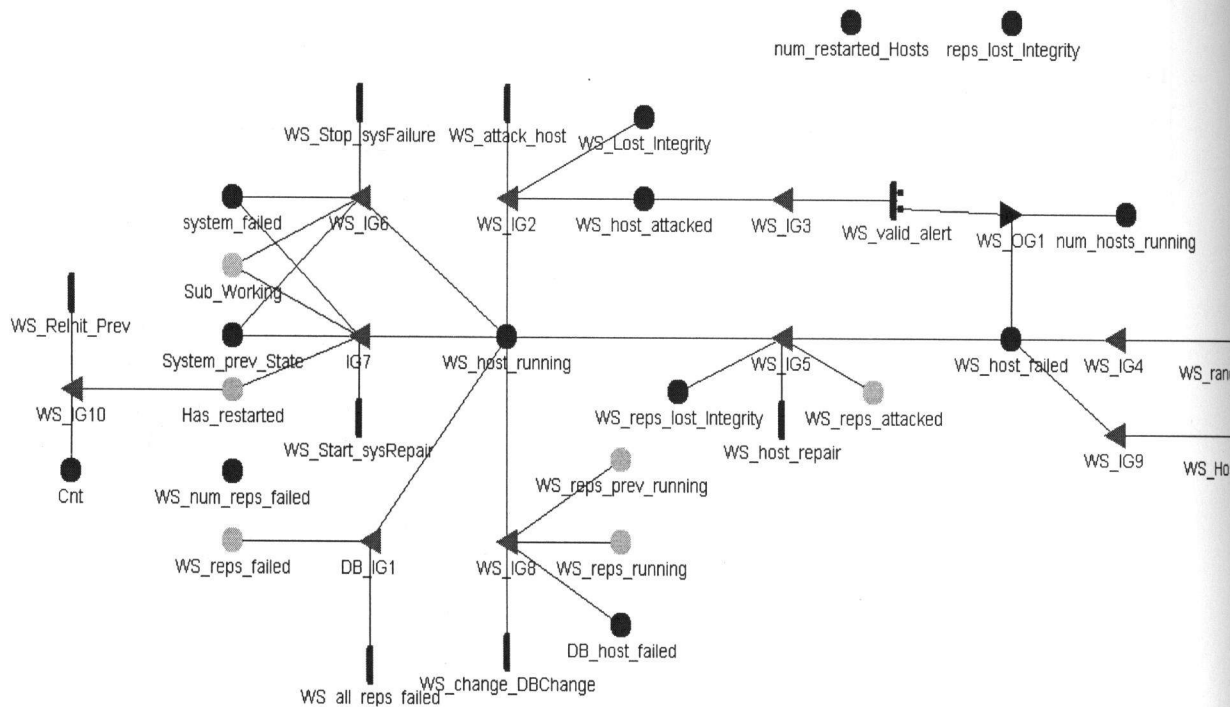 num_restarted_Hosts
reps_lost_Integrity
WS_Stop_sysFailure
WS_attack_host
WS_Lost_Integrity
system_failed
WS_IG6
WS_IG2
WS_host_attacked
WS_IG3
WS_valid_alert
WS_OG1
num_hosts_running
Sub_Working
WS_ReInit_Prev
System_prev_State
IG7
WS_host_running
WS_IG5
WS_host_failed
WS_IG4
WS_IG10
Has_restarted
WS_reps_lost_Integrity
WS_reps_attacked
WS_Start_sysRepair
WS_host_repair
WS_IG9
Cnt
WS_num_reps_failed
WS_reps_prev_running
WS_reps_failed
DB_IG1
WS_IG8
WS_reps_running
DB_host_failed
WS_all_reps_failed
WS_change_DBChange